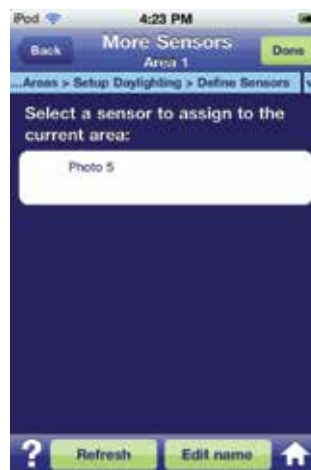 iPod 4:23 PM
Back More Sensors Done
Area 1
...Areas > Setup Daylighting > Define Sensors
Select a sensor to assign to the
current area:
Photo 5
? Refresh Edit name